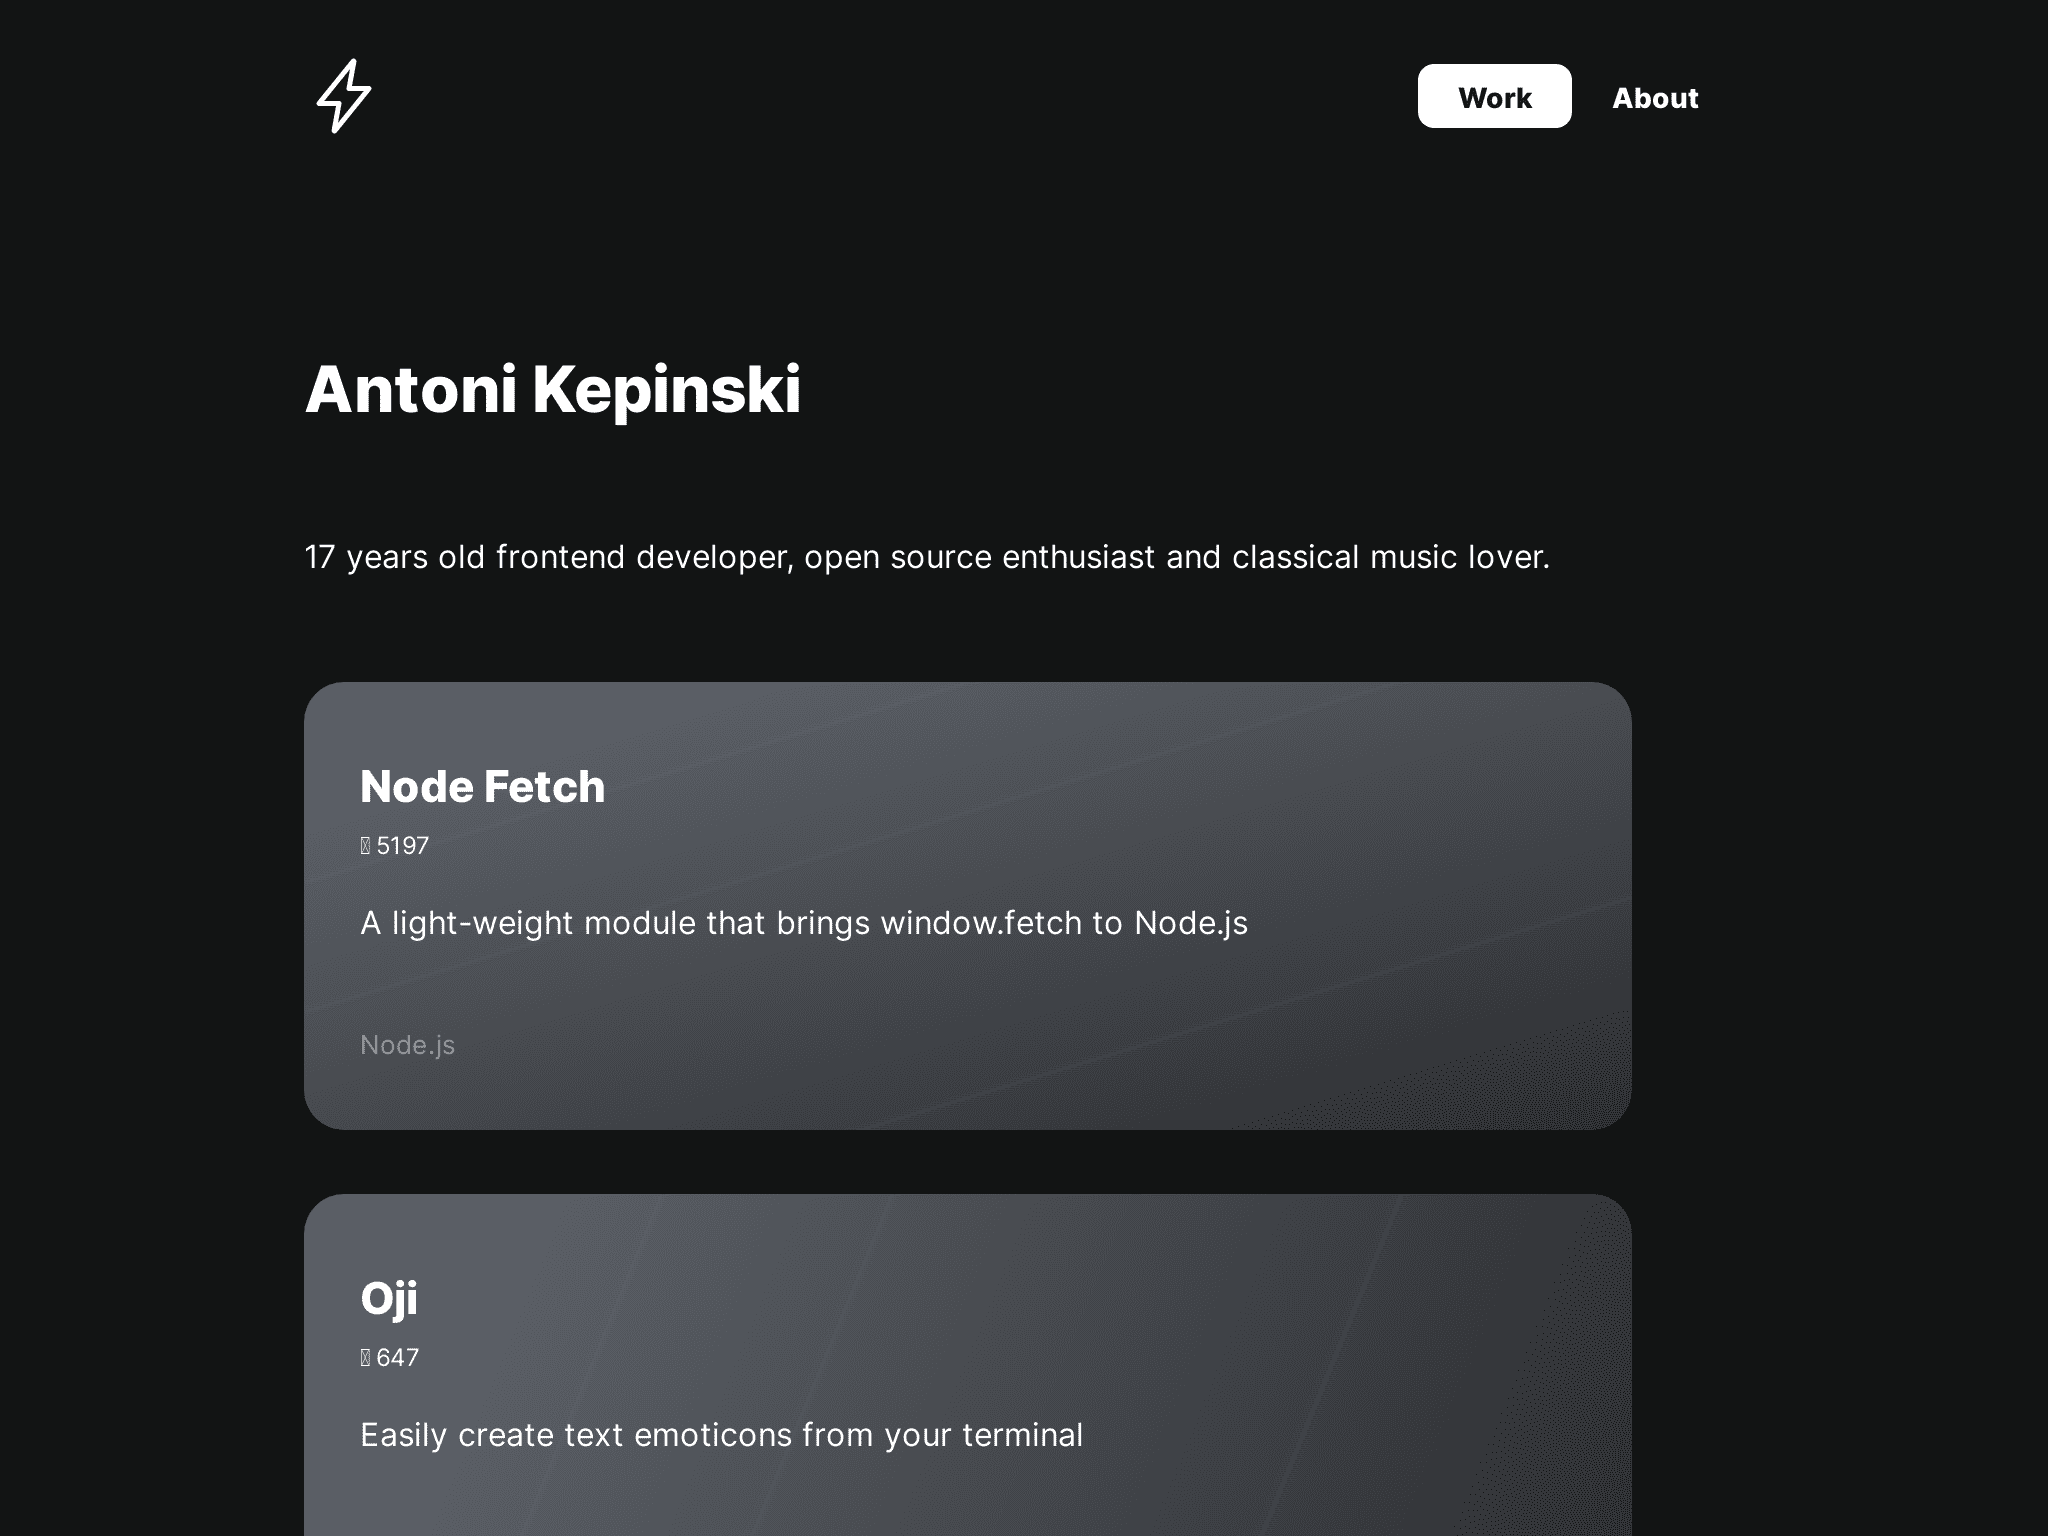 Work About
Antoni Kepinski
17 years old frontend developer, open source enthusiast and classical music lover.
Node Fetch
5197
A light-weight module that brings window.fetch to Node.js
Node.js
Oji
647
Easily create text emoticons from your terminal